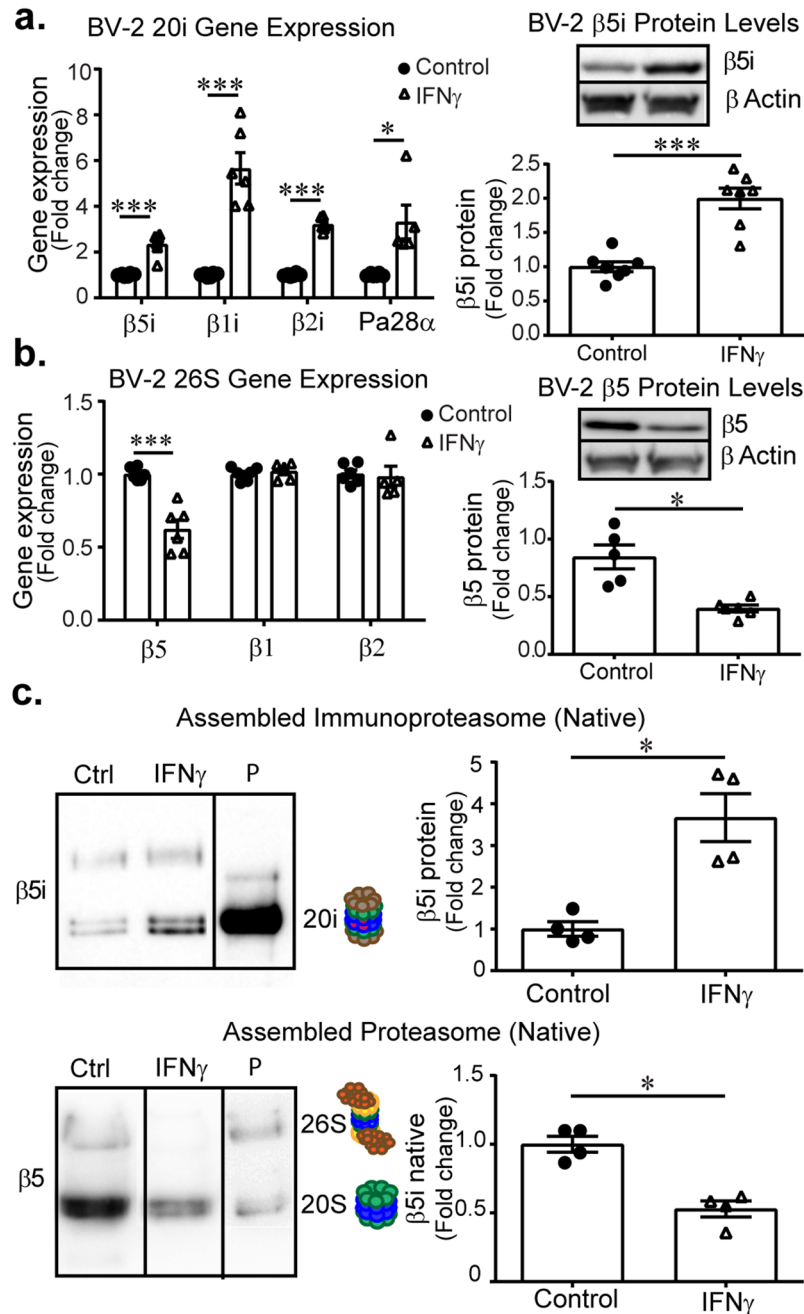 a.
BV-2 20i Gene Expression
Gene expression
(Fold change)
10
8
6
4
2
0
***
***
***
*
Control
IFNγ
β5i
β1i
β2i
Pa28α
BV-2 β5i Protein Levels
β5i
β Actin
β5i protein
(Fold change)
2.5
2.0
1.5
1.0
0.5
0.0
***
Control
IFNγ
b.
BV-2 26S Gene Expression
Gene expression
(Fold change)
1.5
1.0
0.5
0.0
***
Control
IFNγ
β5
β1
β2
BV-2 β5 Protein Levels
β5
β Actin
β5 protein
(Fold change)
1.5
1.0
0.5
0.0
*
Control
IFNγ
c.
Assembled Immunoproteasome (Native)
Ctrl
IFNγ
P
β5i
20i
β5i protein
(Fold change)
5
4
3
2
1
0
*
Control
IFNγ
Assembled Proteasome (Native)
Ctrl
IFNγ
P
β5
26S
20S
β5i native
(Fold change)
1.5
1.0
0.5
0
*
Control
IFNγ